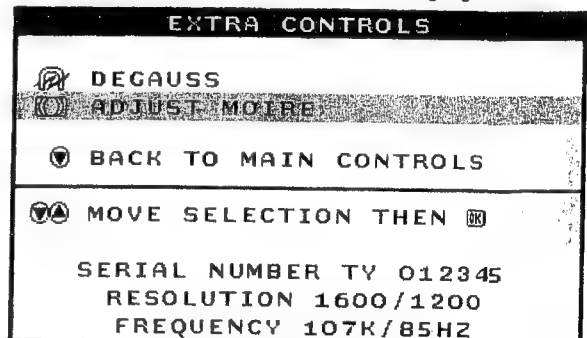 EXTRA CONTROLS
DEGAUSS
ADJUST MOIRE
BACK TO MAIN CONTROLS
MOVE SELECTION THEN OK
SERIAL NUMBER TY 012345
RESOLUTION 1600/1200
FREQUENCY 107K/85HZ